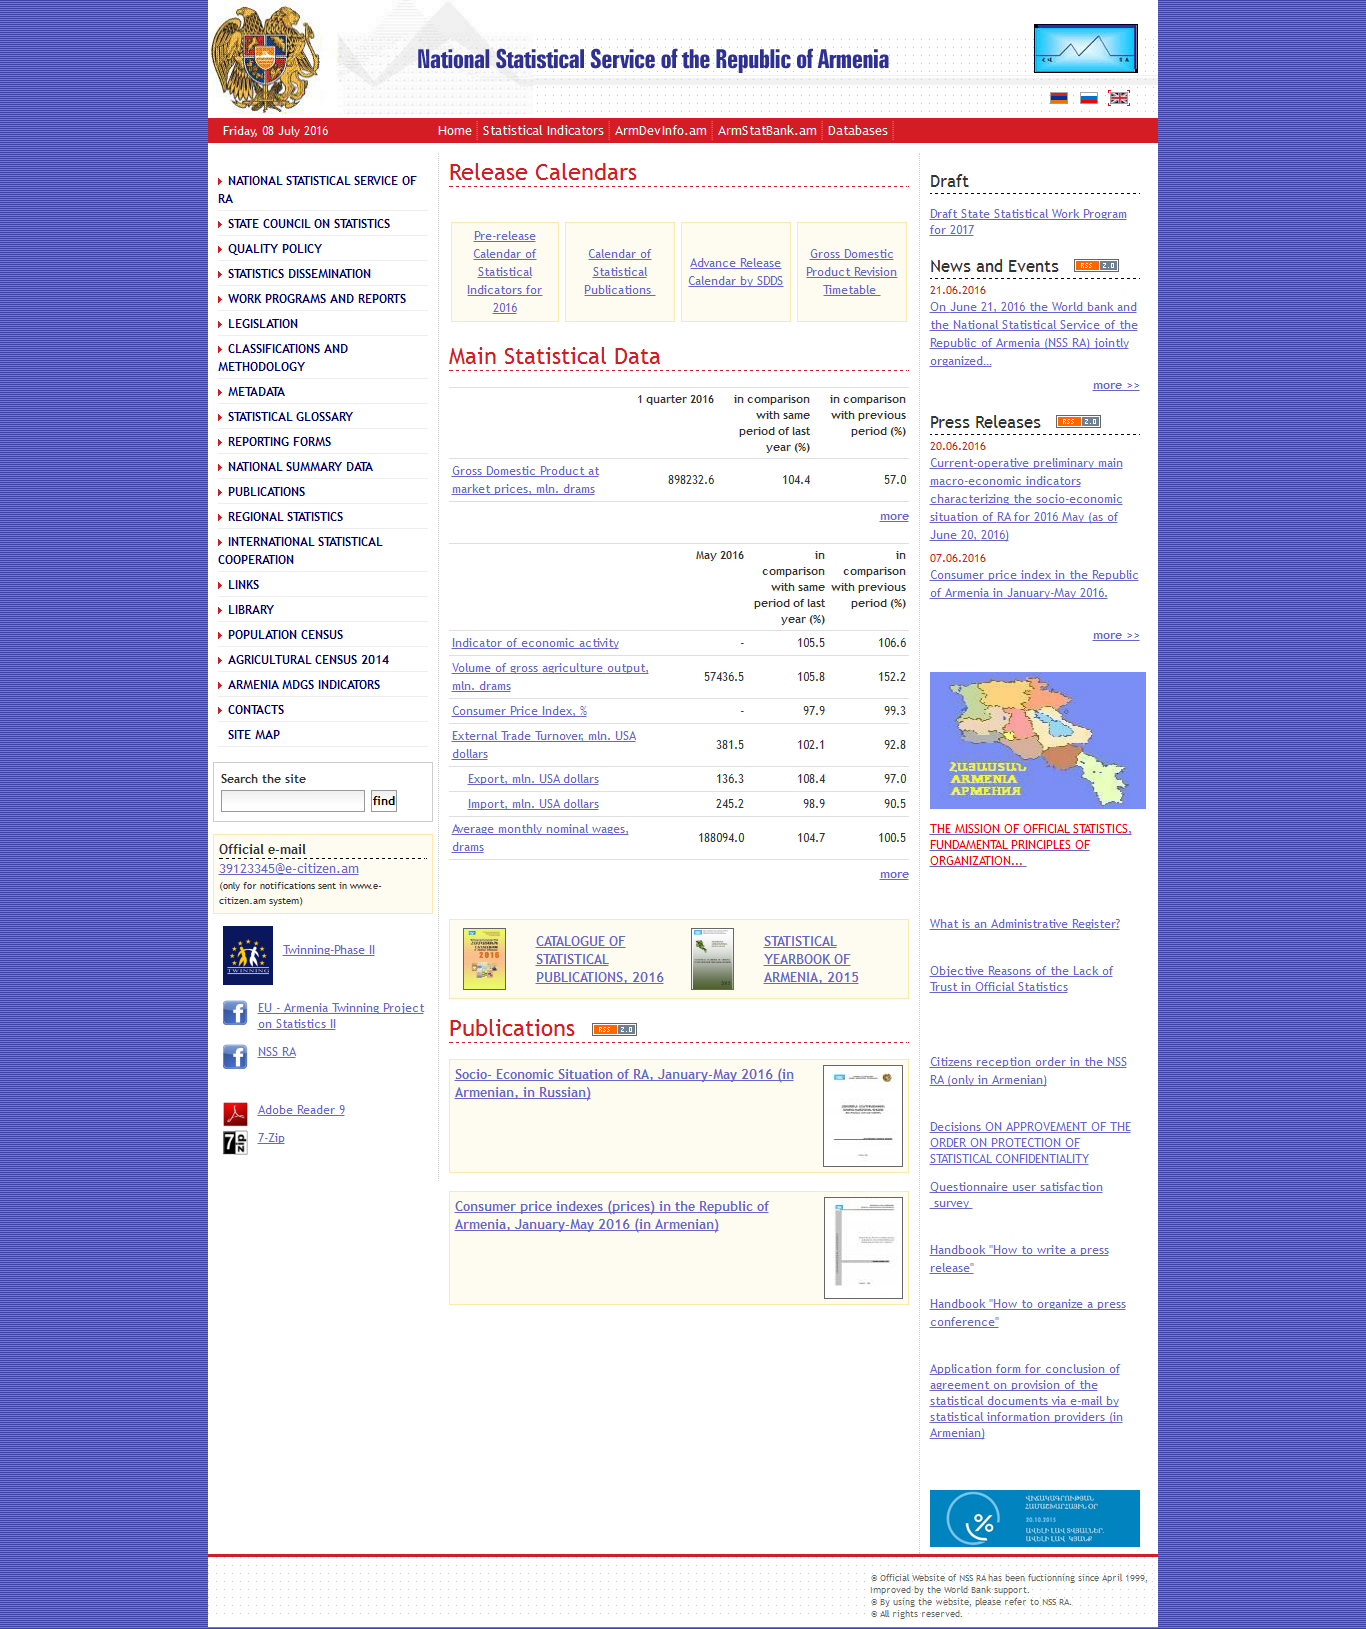 National Statistical Service of the Republic of Armenia
Friday, 08 July 2016
Home
Statistical Indicators
ArmDevInfo.am
ArmStatBank.am
Databases
NATIONAL STATISTICAL SERVICE OF
RA
STATE COUNCIL ON STATISTICS
QUALITY POLICY
STATISTICS DISSEMINATION
WORK PROGRAMS AND REPORTS
LEGISLATION
CLASSIFICATIONS AND
METHODOLOGY
METADATA
STATISTICAL GLOSSARY
REPORTING FORMS
NATIONAL SUMMARY DATA
PUBLICATIONS
REGIONAL STATISTICS
INTERNATIONAL STATISTICAL
COOPERATION
LINKS
LIBRARY
POPULATION CENSUS
AGRICULTURAL CENSUS 2014
ARMENIA MDGS INDICATORS
CONTACTS
SITE MAP
Search the site
find
Official e-mail
39123345@e-citizen.am
(only for notifications sent in www.e-
citizen.am system)
TWINNING
Twinning-Phase II
EU - Armenia Twinning Project
on Statistics II
NSS RA
Adobe Reader 9
7-Zip
Release Calendars
Pre-release
Calendar of
Statistical
Indicators for
2016
Calendar of
Statistical
Publications
Advance Release
Calendar by SDDS
Gross Domestic
Product Revision
Timetable
Main Statistical Data
1 quarter 2016
in comparison
with same
period of last
year (%)
in comparison
with previous
period (%)
Gross Domestic Product at
market prices, mln. drams
898232.6 104.4 57.0
more
May 2016
in
comparison
with same
period of last
year (%)
in
comparison
with previous
period (%)
Indicator of economic activity - 105.5 106.6
Volume of gross agriculture output,
mln. drams
57436.5 105.8 152.2
Consumer Price Index, % - 97.9 99.3
External Trade Turnover, mln. USA
dollars
381.5 102.1 92.8
Export, mln. USA dollars 136.3 108.4 97.0
Import, mln. USA dollars 245.2 98.9 90.5
Average monthly nominal wages,
drams
188094.0 104.7 100.5
more
2016
CATALOGUE OF
STATISTICAL
PUBLICATIONS, 2016
STATISTICAL
YEARBOOK OF
ARMENIA, 2015
Publications
RSS 2.0
Socio- Economic Situation of RA, January-May 2016 (in
Armenian, in Russian)
Consumer price indexes (prices) in the Republic of
Armenia, January-May 2016 (in Armenian)
Draft
Draft State Statistical Work Program
for 2017
News and Events
RSS 2.0
21.06.2016
On June 21, 2016 the World bank and
the National Statistical Service of the
Republic of Armenia (NSS RA) jointly
organized...
more >>
Press Releases
RSS 2.0
20.06.2016
Current-operative preliminary main
macro-economic indicators
characterizing the socio-economic
situation of RA for 2016 May (as of
June 20, 2016)
07.06.2016
Consumer price index in the Republic
of Armenia in January-May 2016.
more >>
ՀԱՅԱՍՏԱՆ
ARMENIA
АРМЕНИЯ
THE MISSION OF OFFICIAL STATISTICS,
FUNDAMENTAL PRINCIPLES OF
ORGANIZATION...
What is an Administrative Register?
Objective Reasons of the Lack of
Trust in Official Statistics
Citizens reception order in the NSS
RA (only in Armenian)
Decisions ON APPROVEMENT OF THE
ORDER ON PROTECTION OF
STATISTICAL CONFIDENTIALITY
Questionnaire user satisfaction
survey
Handbook "How to write a press
release"
Handbook "How to organize a press
conference"
Application form for conclusion of
agreement on provision of the
statistical documents via e-mail by
statistical information providers (in
Armenian)
ՎԻՃԱԿԱԳՐՈՒԹՅԱՆ
ՀԱՄԱՇԽԱՐՀԱՅԻՆ ՕՐ
20.10.2015
ԱՎԵԼԻ ԼԱՎ ՏՎՅԱԼՆԵՐ.
ԱՎԵԼԻ ԼԱՎ ԿՅԱՆՔ
© Official Website of NSS RA has been fuctionning since April 1999,
Improved by the World Bank support.
© By using the website, please refer to NSS RA.
© All rights reserved.